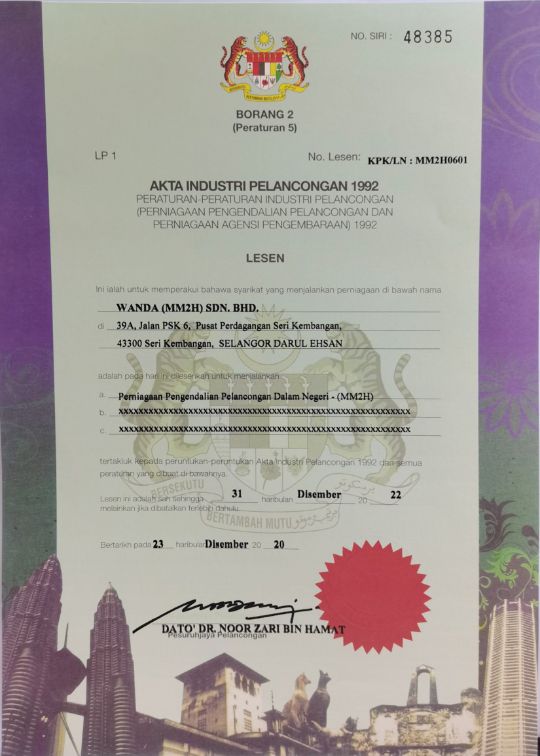 NO. SIRI : 48385
BORANG 2
(Peraturan 5)
LP 1
No. Lesen: KPK/LN : MM2H0601
AKTA INDUSTRI PELANCONGAN 1992
PERATURAN-PERATURAN INDUSTRI PELANCONGAN
(PERNIAGAAN PENGENDALIAN PELANCONGAN DAN
PERNIAGAAN AGENSI PENGEMBARAAN) 1992
LESEN
Ini ialah untuk memperakui bahawa syarikat yang menjalankan perniagaan di bawah nama
WANDA (MM2H) SDN. BHD.
di 39A, Jalan PSK 6, Pusat Perdagangan Seri Kembangan,
43300 Seri Kembangan, SELANGOR DARUL EHSAN
adalah pada hari ini dilesenkan untuk menjalankan
a. Perniagaan Pengendalian Pelancongan Dalam Negeri - (MM2H)
b. xxxxxxxxxxxxxxxxxxxxxxxxxxxxxxxxxxxxxxxxxxxxxxxxxxxxxxxxxx
c. xxxxxxxxxxxxxxxxxxxxxxxxxxxxxxxxxxxxxxxxxxxxxxxxxxxxxxxxxx
tertakluk kepada peruntukan-peruntukan Akta Industri Pelancongan 1992 dan semua
peraturan yang dibuat di bawahnya.
Lesen ini adalah sah sehingga 31 haribulan Disember 20 22
melainkan jika dibatalkan terlebih dahulu.
BERSEKUTU BERTAMBAH MUTU
Bertarikh pada 23 haribulan Disember 20 20
DATO' DR. NOOR ZARI BIN HAMAT
Pesuruhjaya Pelancongan